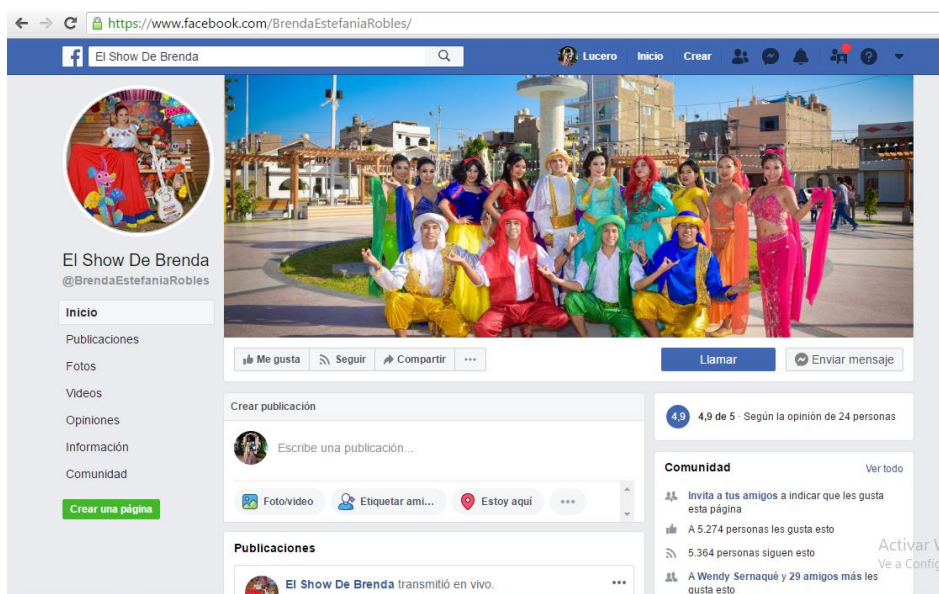 https://www.facebook.com/BrendaEstefaniaRobles/
El Show De Brenda
Lucero
Inicio
Crear
El Show De Brenda
@BrendaEstefaniaRobles
Inicio
Publicaciones
Fotos
Videos
Opiniones
Información
Comunidad
Crear una página
Me gusta
Seguir
Compartir
Llamar
Enviar mensaje
Crear publicación
Escribe una publicación...
Foto/video
Etiquetar ami...
Estoy aquí
Publicaciones
El Show De Brenda transmitió en vivo.
4,9
4,9 de 5 · Según la opinión de 24 personas
Comunidad
Ver todo
Invita a tus amigos a indicar que les gusta
esta página
A 5.274 personas les gusta esto
5.364 personas siguen esto
A Wendy Sernaqué y 29 amigos más les
gusta esto
Activar
Ve a Config